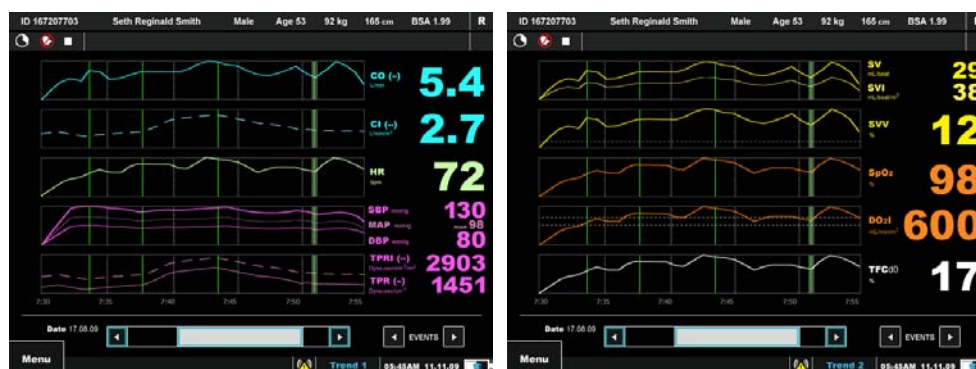 ID 167207703 Seth Reginald Smith Male Age 53 92 kg 165 cm BSA 1.99 R
CO (--) 5.4
L/min
CI (--) 2.7
HR 72
bpm
SBP mmHg 130
MAP mmHg 98
DBP mmHg 80
TPRI (--) 2903
TPR (--) 1451
7:30 7:35 7:40 7:45 7:50 7:55
Date 17.08.09 EVENTS
Menu Trend 1 05:45AM 11.11.09
ID 167207703 Seth Reginald Smith Male Age 53 92 kg 165 cm BSA 1.99
SV 29
mL/beat
SVI 38
SVV 12
%
SpO2 98
%
DO2I 600
TFCd0 17
%
7:30 7:35 7:40 7:45 7:50 7:55
Date 17.08.09 EVENTS
Menu Trend 2 05:45AM 11.11.09